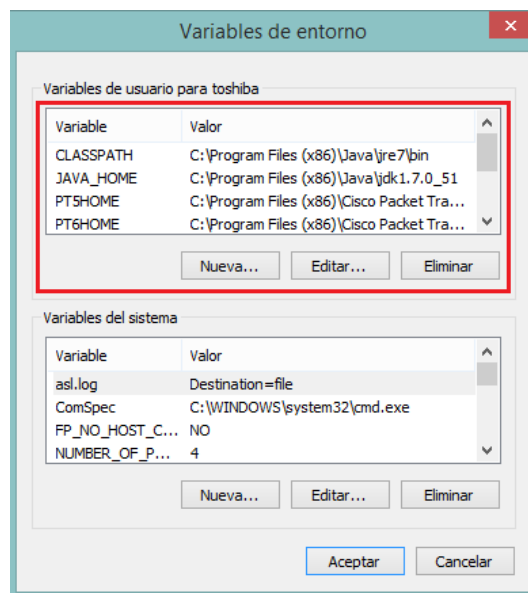 Variables de entorno
Variables de usuario para toshiba
Variable Valor
CLASSPATH C:\Program Files (x86)\Java\jre7\bin
JAVA_HOME C:\Program Files (x86)\Java\jdk1.7.0_51
PT5HOME C:\Program Files (x86)\Cisco Packet Tra...
PT6HOME C:\Program Files (x86)\Cisco Packet Tra...
Nueva... Editar... Eliminar
Variables del sistema
Variable Valor
asl.log Destination=file
ComSpec C:\WINDOWS\system32\cmd.exe
FP_NO_HOST_C... NO
NUMBER_OF_P... 4
Nueva... Editar... Eliminar
Aceptar Cancelar